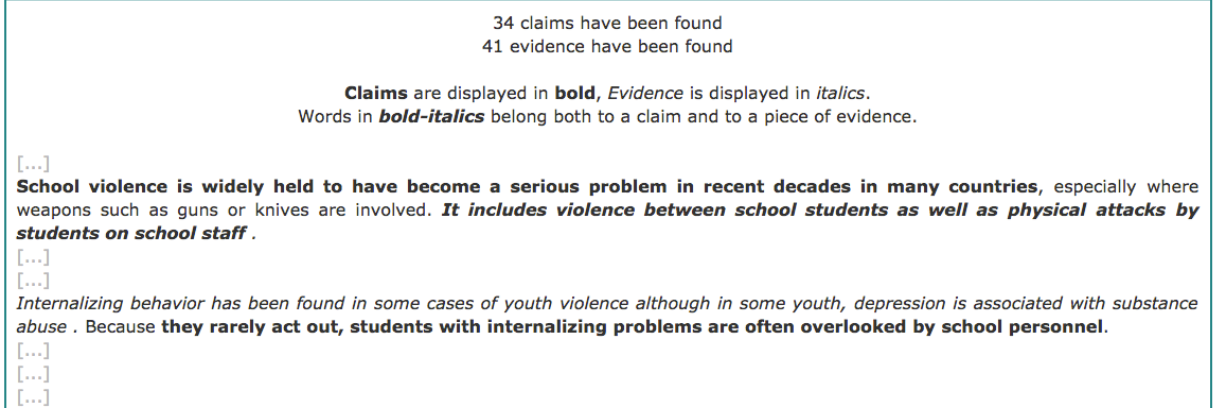 34 claims have been found
41 evidence have been found
Claims are displayed in bold, Evidence is displayed in italics.
Words in bold-italics belong both to a claim and to a piece of evidence.
[...]
School violence is widely held to have become a serious problem in recent decades in many countries, especially where
weapons such as guns or knives are involved. It includes violence between school students as well as physical attacks by
students on school staff .
[...]
[...]
Internalizing behavior has been found in some cases of youth violence although in some youth, depression is associated with substance
abuse . Because they rarely act out, students with internalizing problems are often overlooked by school personnel.
[...]
[...]
[...]